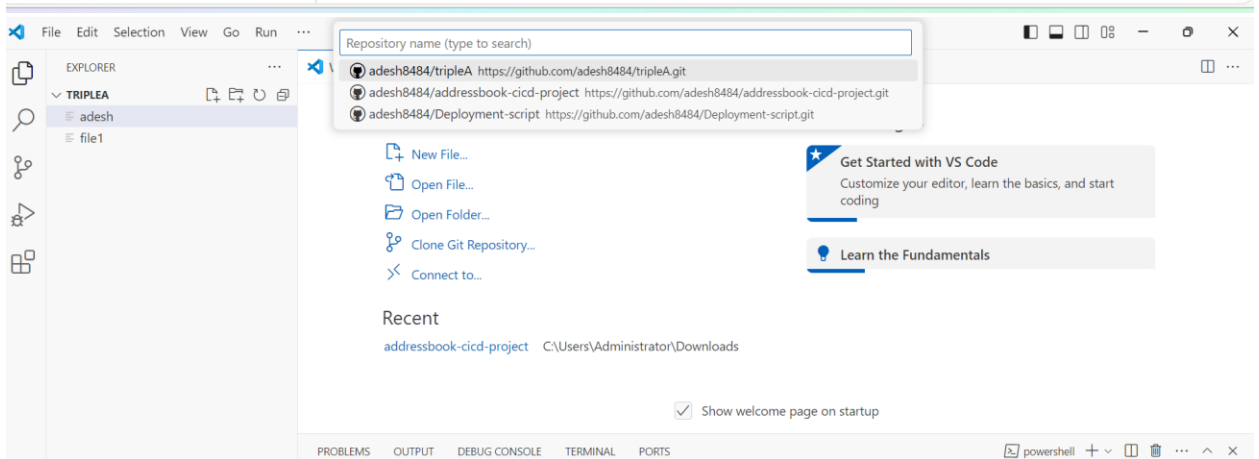 File Edit Selection View Go Run ...
Repository name (type to search)
adesh8484/tripleA https://github.com/adesh8484/tripleA.git
adesh8484/addressbook-cicd-project https://github.com/adesh8484/addressbook-cicd-project.git
adesh8484/Deployment-script https://github.com/adesh8484/Deployment-script.git
EXPLORER
TRIPLEA
adesh
file1
New File...
Open File...
Open Folder...
Clone Git Repository...
Connect to...
Recent
addressbook-cicd-project C:\Users\Administrator\Downloads
Get Started with VS Code
Customize your editor, learn the basics, and start
coding
Learn the Fundamentals
Show welcome page on startup
PROBLEMS OUTPUT DEBUG CONSOLE TERMINAL PORTS
powershell